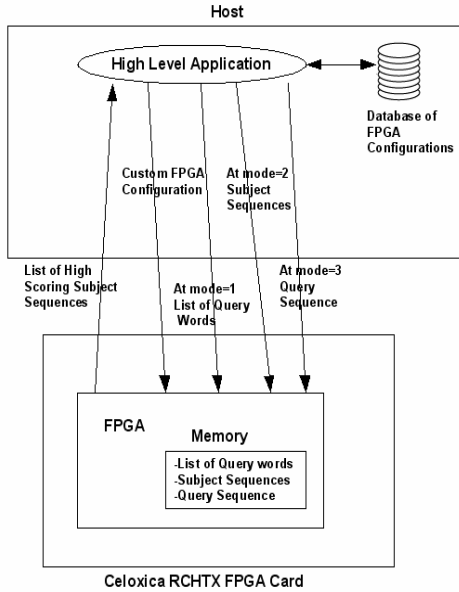 Host
High Level Application
Database of
FPGA
Configurations
Custom FPGA
Configuration
At mode=2
Subject
Sequences
List of High
Scoring Subject
Sequences
At mode=1
List of Query
Words
At mode=3
Query
Sequence
FPGA
Memory
-List of Query words
-Subject Sequences
-Query Sequence
Celoxica RCHTX FPGA Card